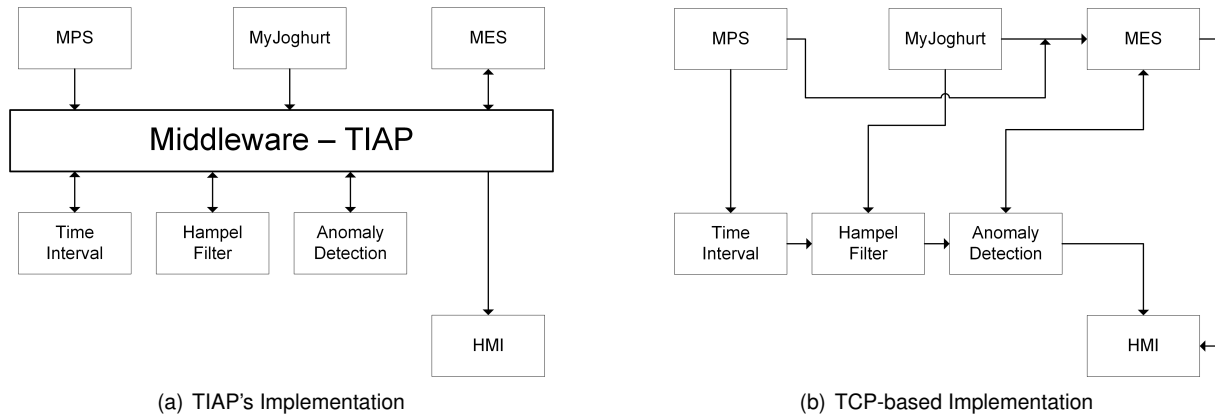 MPS
MyJoghurt
MES
Middleware – TIAP
Time
Interval
Hampel
Filter
Anomaly
Detection
HMI
(a) TIAP's Implementation
MPS
MyJoghurt
MES
Time
Interval
Hampel
Filter
Anomaly
Detection
HMI
(b) TCP-based Implementation